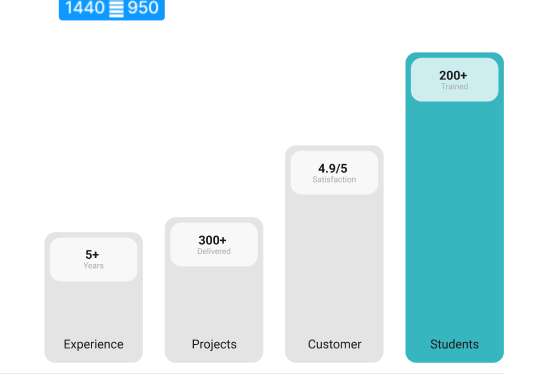 1440 950
5+
Years
300+
Delivered
4.9/5
Satisfaction
200+
Trained
Experience
Projects
Customer
Students